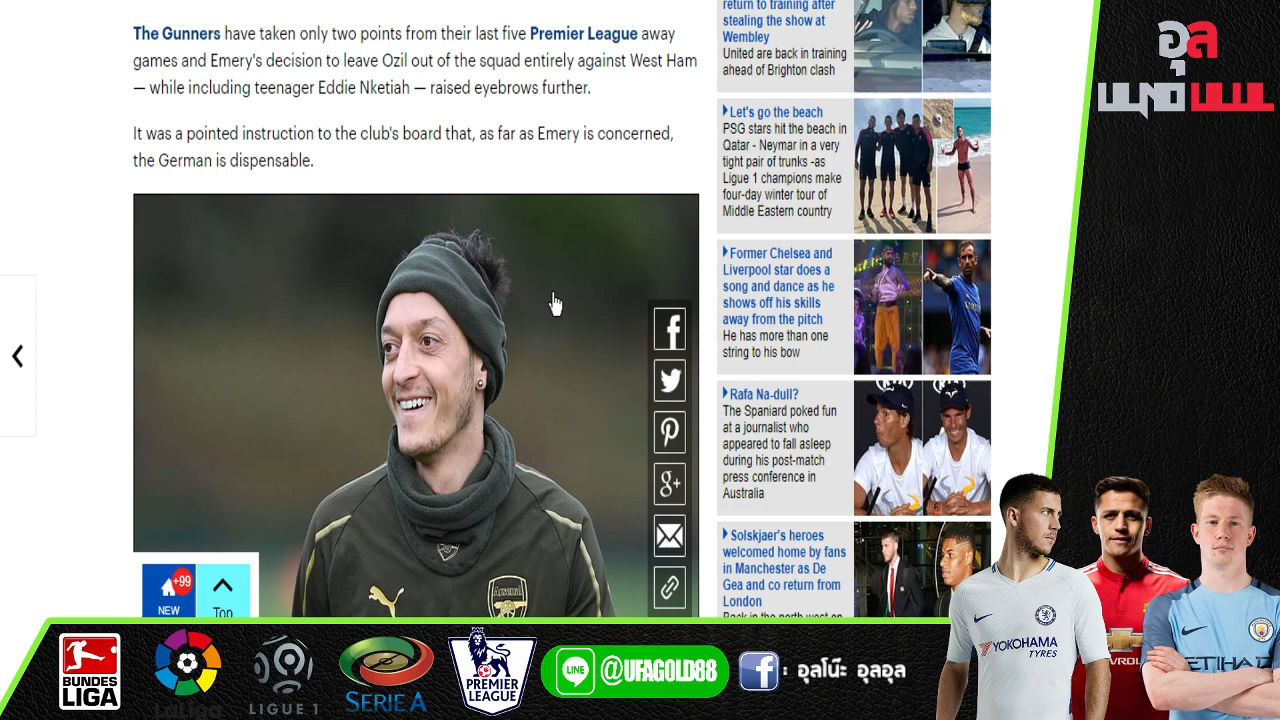 The Gunners have taken only two points from their last five Premier League away
games and Emery's decision to leave Ozil out of the squad entirely against West Ham
— while including teenager Eddie Nketiah — raised eyebrows further.
It was a pointed instruction to the club's board that, as far as Emery is concerned,
the German is dispensable.
return to training after
stealing the show at
Wembley
United are back in training
ahead of Brighton clash
Let's go the beach
PSG stars hit the beach in
Qatar - Neymar in a very
tight pair of trunks -as
Ligue 1 champions make
four-day winter tour of
Middle Eastern country
Former Chelsea and
Liverpool star does a
song and dance as he
shows off his skills
away from the pitch
He has more than one
string to his bow
Rafa Na-dull?
The Spaniard poked fun
at a journalist who
appeared to fall asleep
during his post-match
press conference in
Australia
Solskjaer's heroes
welcomed home by fans
in Manchester as De
Gea and co return from
London
Back in the north west on
+99
NEW
Top
Arsenal
BUNDES
LIGA
LaLiga
LIGUE 1
SERIE A
PREMIER
LEAGUE
LINE
@UFAGOLD88
: อุลโน๊ะ อุลอุล
YOKOHAMA
TYRES
ETIHAD